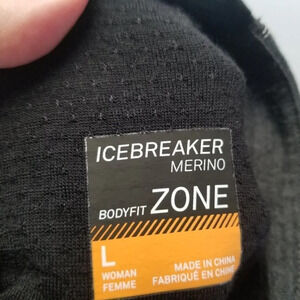 ICEBREAKER
MERINO
BODYFIT ZONE
L
WOMAN
FEMME
MADE IN CHINA
FABRIQUÉ EN CHINE